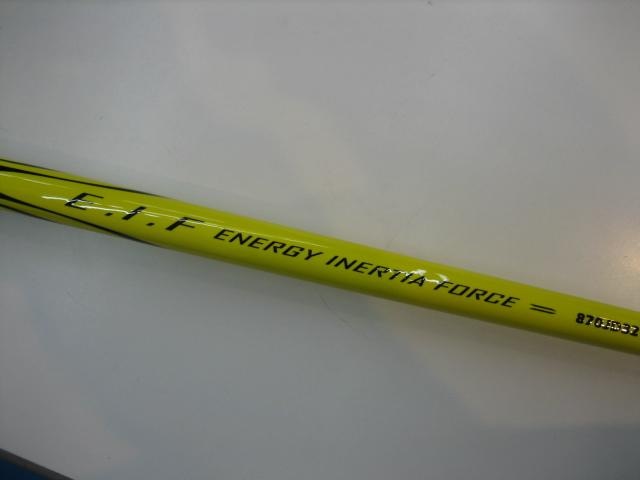 E.I.F ENERGY INERTIA FORCE